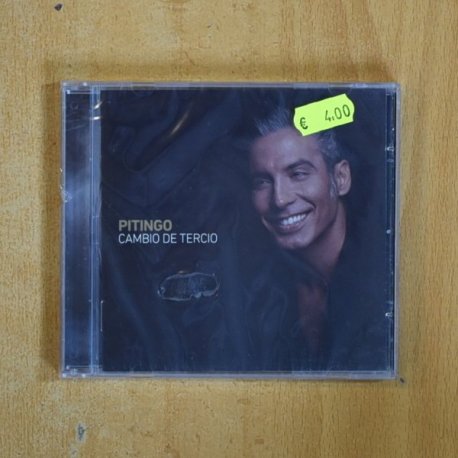 € 4.00
PITINGO
CAMBIO DE TERCIO